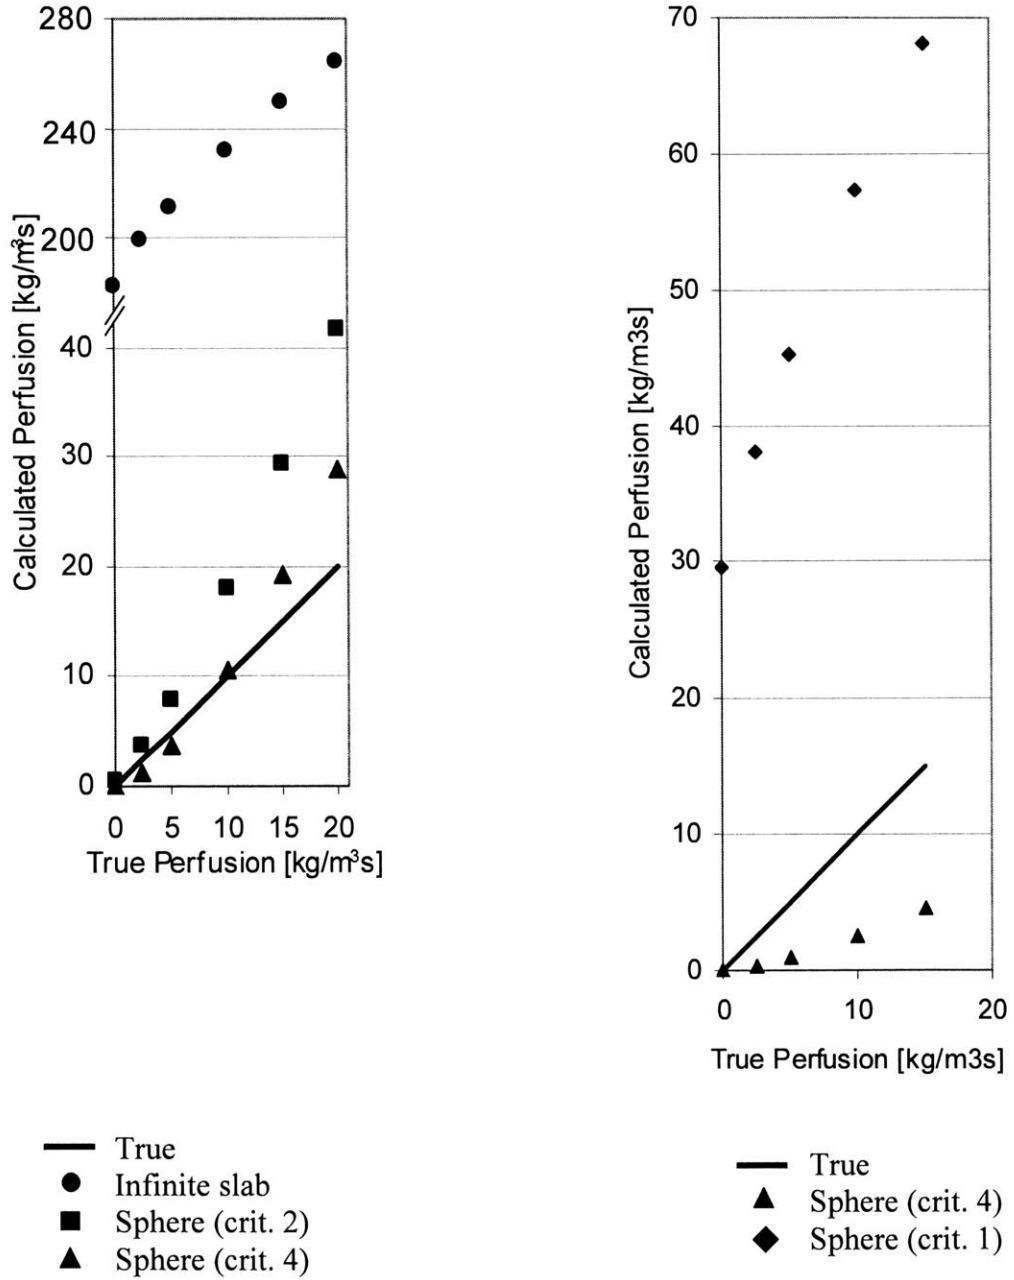 280
240
200
40
30
20
10
0
Calculated Perfusion [kg/m³s]
0 5 10 15 20
True Perfusion [kg/m³s]
True
Infinite slab
Sphere (crit. 2)
Sphere (crit. 4)
70
60
50
40
30
20
10
0
Calculated Perfusion [kg/m3s]
0 10 20
True Perfusion [kg/m3s]
True
Sphere (crit. 4)
Sphere (crit. 1)